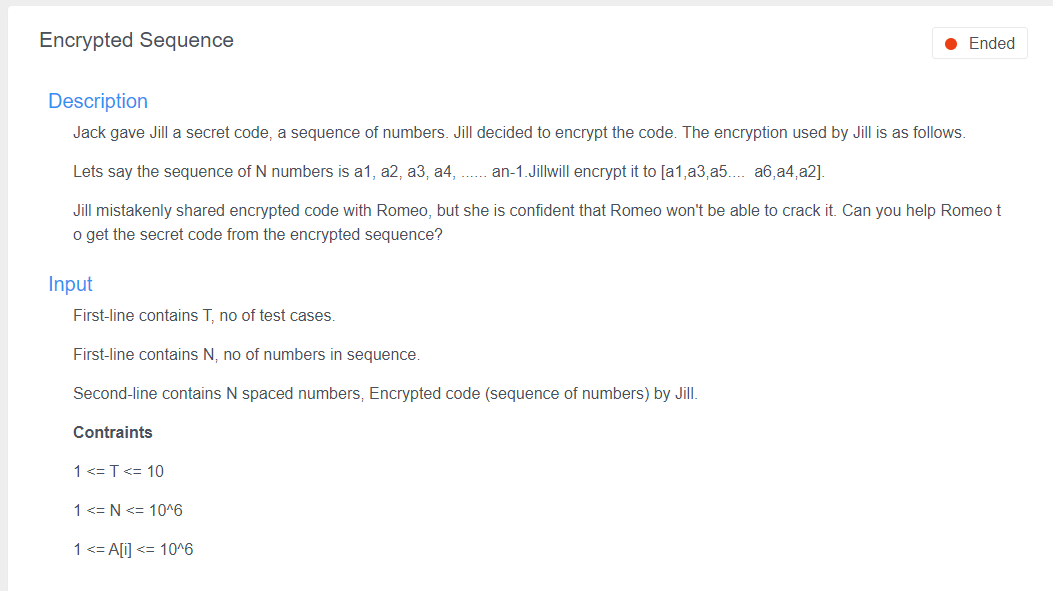 Encrypted Sequence
Ended
Description
Jack gave Jill a secret code, a sequence of numbers. Jill decided to encrypt the code. The encryption used by Jill is as follows.
Lets say the sequence of N numbers is a1, a2, a3, a4, ...... an-1.Jillwill encrypt it to [a1,a3,a5.... a6,a4,a2].
Jill mistakenly shared encrypted code with Romeo, but she is confident that Romeo won't be able to crack it. Can you help Romeo t
o get the secret code from the encrypted sequence?
Input
First-line contains T, no of test cases.
First-line contains N, no of numbers in sequence.
Second-line contains N spaced numbers, Encrypted code (sequence of numbers) by Jill.
Contraints
1 <= T <= 10
1 <= N <= 10^6
1 <= A[i] <= 10^6